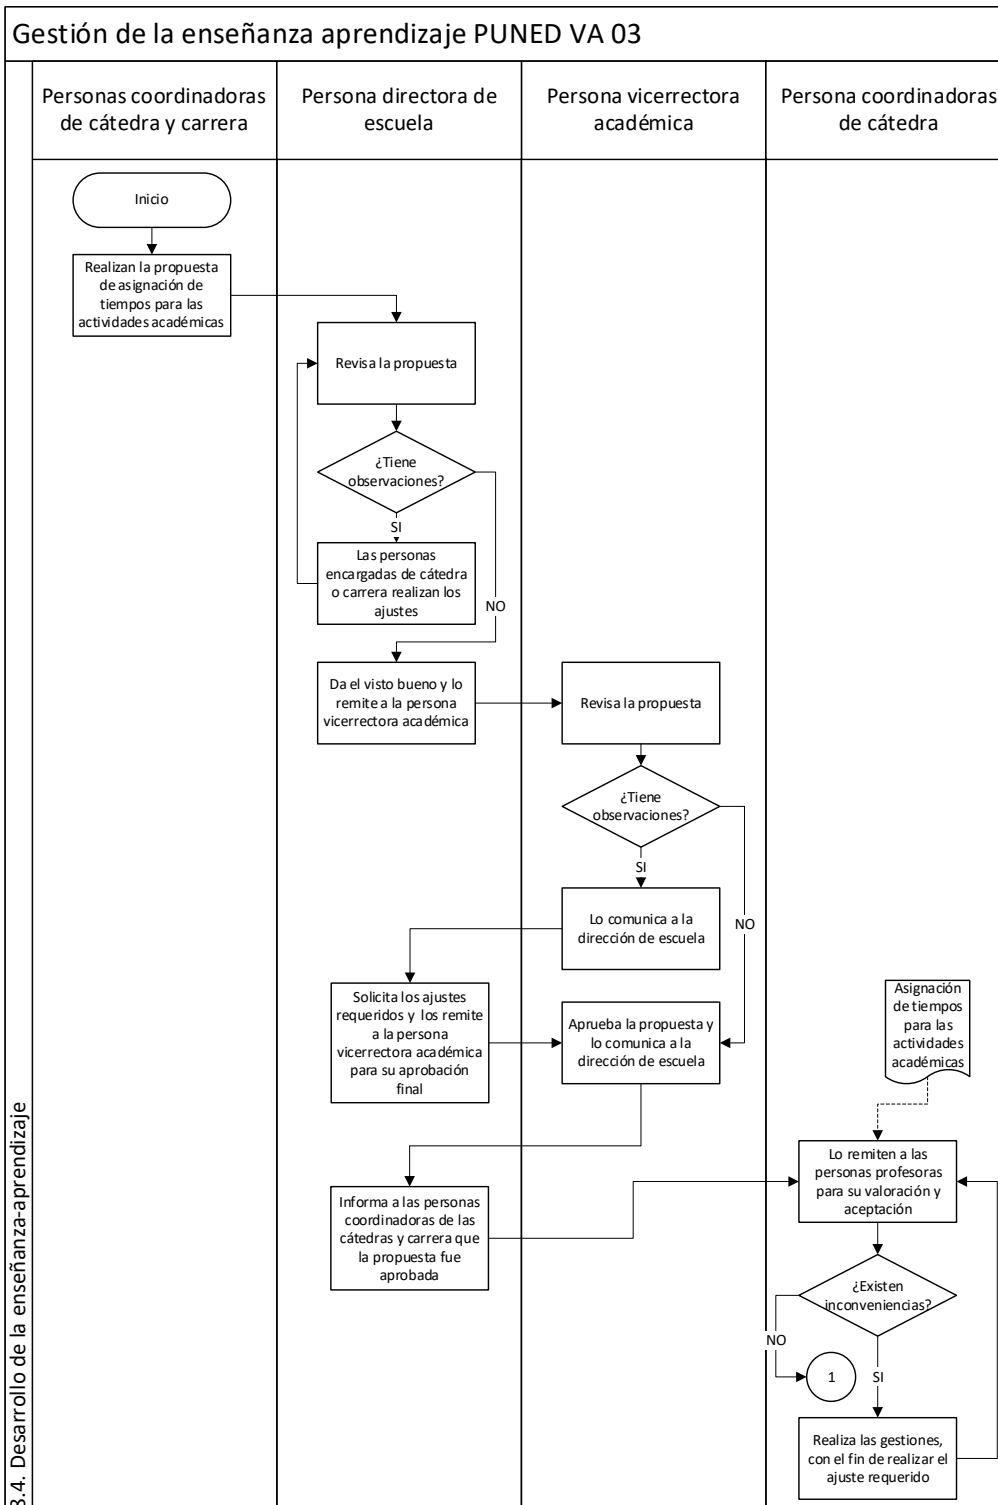 Gestión de la enseñanza aprendizaje PUNED VA 03
Personas coordinadoras
de cátedra y carrera
Persona directora de
escuela
Persona vicerrectora
académica
Persona coordinadoras
de cátedra
Inicio
Realizan la propuesta
de asignación de
tiempos para las
actividades académicas
Revisa la propuesta
¿Tiene
observaciones?
SI
Las personas
encargadas de cátedra
o carrera realizan los
ajustes
NO
Da el visto bueno y lo
remite a la persona
vicerrectora académica
Revisa la propuesta
¿Tiene
observaciones?
SI
NO
Lo comunica a la
dirección de escuela
Solicita los ajustes
requeridos y los remite
a la persona
vicerrectora académica
para su aprobación
final
Aprueba la propuesta y
lo comunica a la
dirección de escuela
Asignación
de tiempos
para las
actividades
académicas
Informa a las personas
coordinadoras de las
cátedras y carrera que
la propuesta fue
aprobada
Lo remiten a las
personas profesoras
para su valoración y
aceptación
¿Existen
inconveniencias?
NO
1
SI
Realiza las gestiones,
con el fin de realizar el
ajuste requerido
3.4. Desarrollo de la enseñanza-aprendizaje